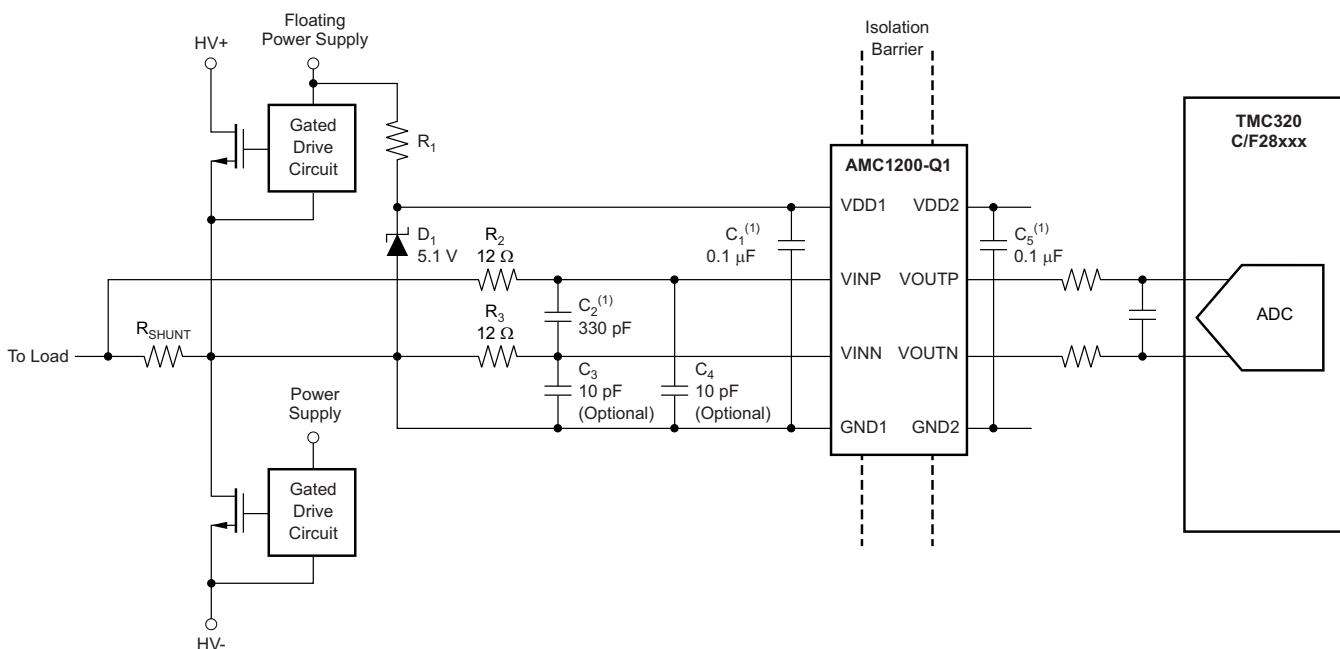 Floating
Power Supply
HV+
Gated
Drive
Circuit
R1
Isolation
Barrier
TMC320
C/F28xxx
AMC1200-Q1
VDD1
VDD2
D1
5.1 V
R2
12 Ω
C1(1)
0.1 µF
C5(1)
0.1 µF
VINP
VOUTP
R3
12 Ω
C2(1)
330 pF
ADC
RSHUNT
To Load
VINN
VOUTN
C3
10 pF
(Optional)
C4
10 pF
(Optional)
Power
Supply
GND1
GND2
Gated
Drive
Circuit
HV-